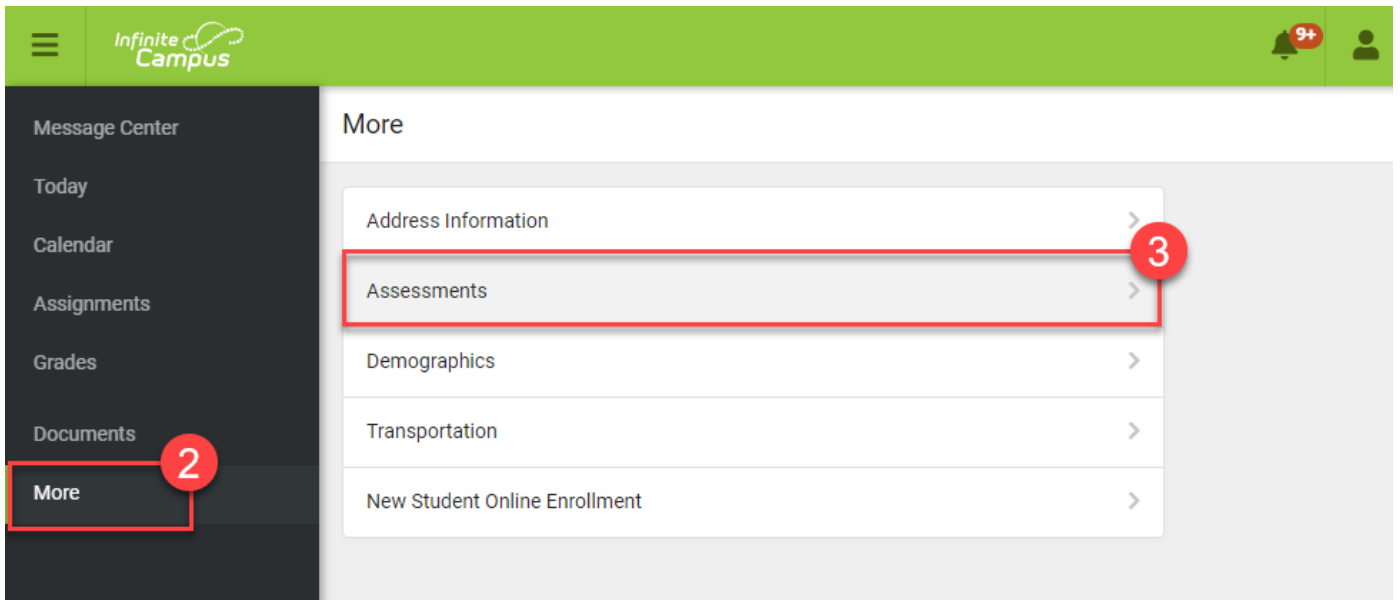 Infinite
Campus
9+
Message Center
Today
Calendar
Assignments
Grades
Documents
2
More
More
Address Information
3
Assessments
Demographics
Transportation
New Student Online Enrollment